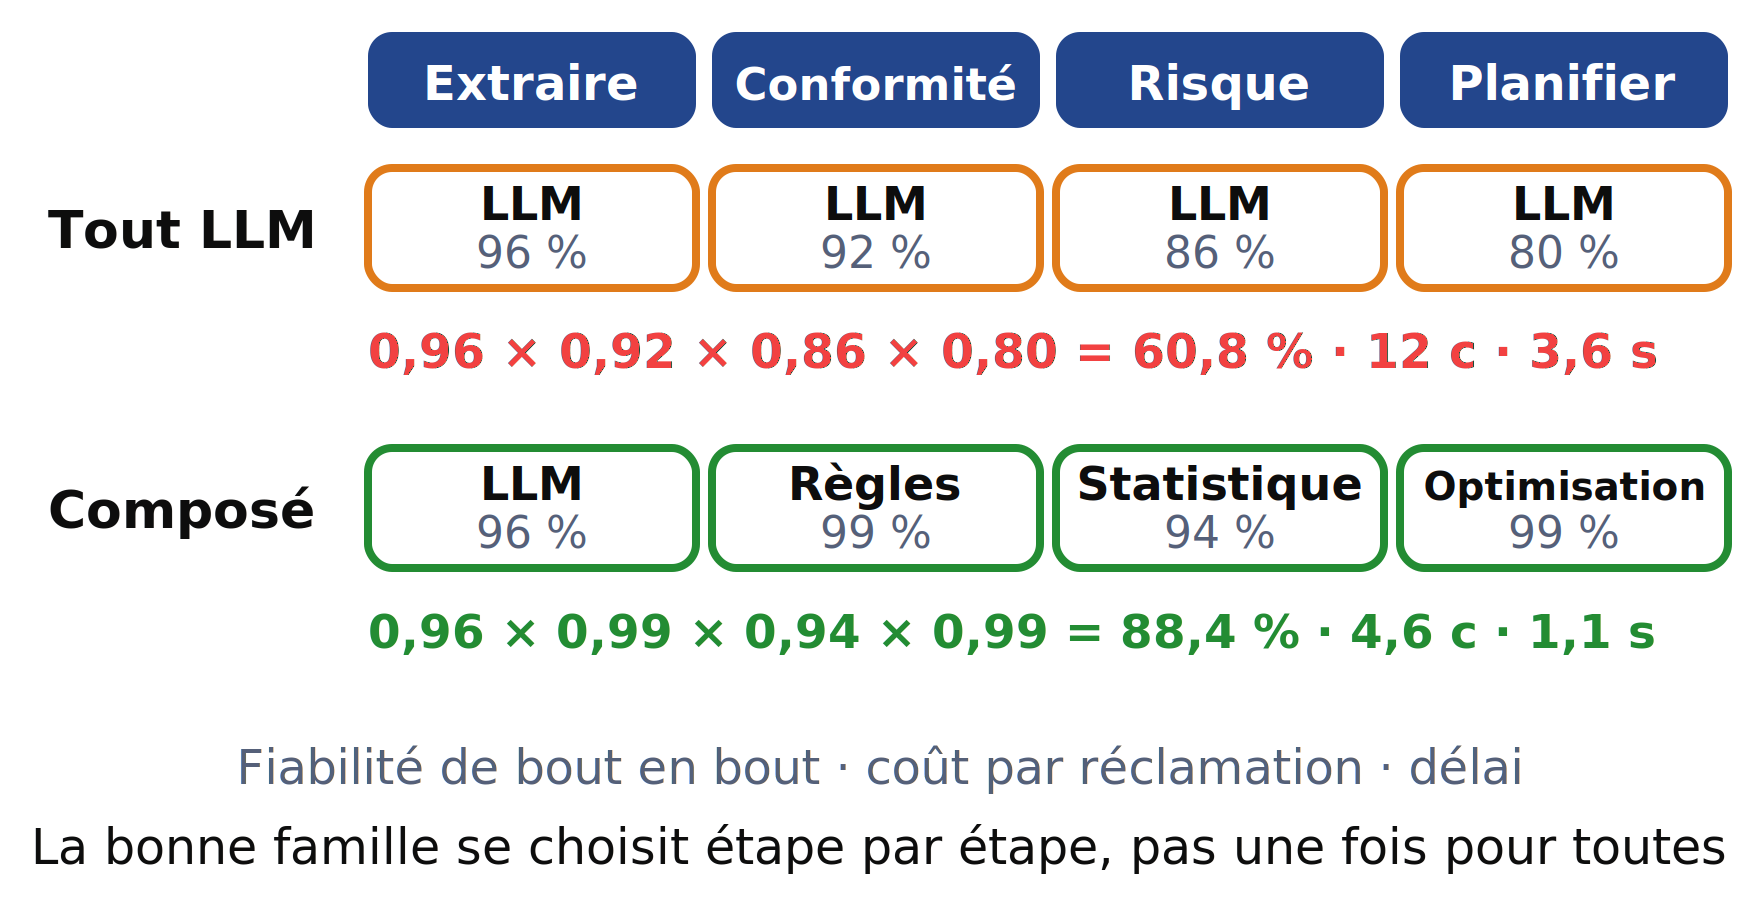 Extraire Conformité Risque Planifier
Tout LLM
LLM LLM LLM LLM
96 % 92 % 86 % 80 %
0,96 × 0,92 × 0,86 × 0,80 = 60,8 % · 12 c · 3,6 s
Composé
LLM Règles Statistique Optimisation
96 % 99 % 94 % 99 %
0,96 × 0,99 × 0,94 × 0,99 = 88,4 % · 4,6 c · 1,1 s
Fiabilité de bout en bout · coût par réclamation · délai
La bonne famille se choisit étape par étape, pas une fois pour toutes